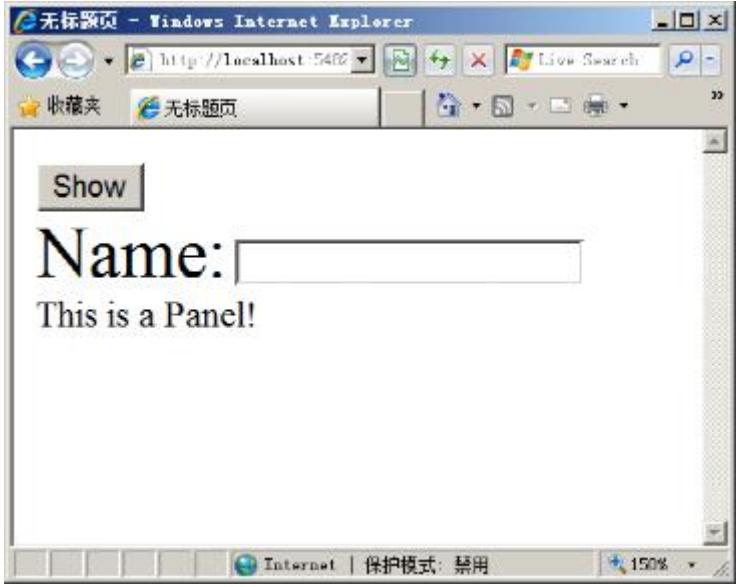 无标题页 - Windows Internet Explorer
http://localhost:5402
Live Search
收藏夹
无标题页
Show
Name:
This is a Panel!
Internet | 保护模式: 禁用
150%